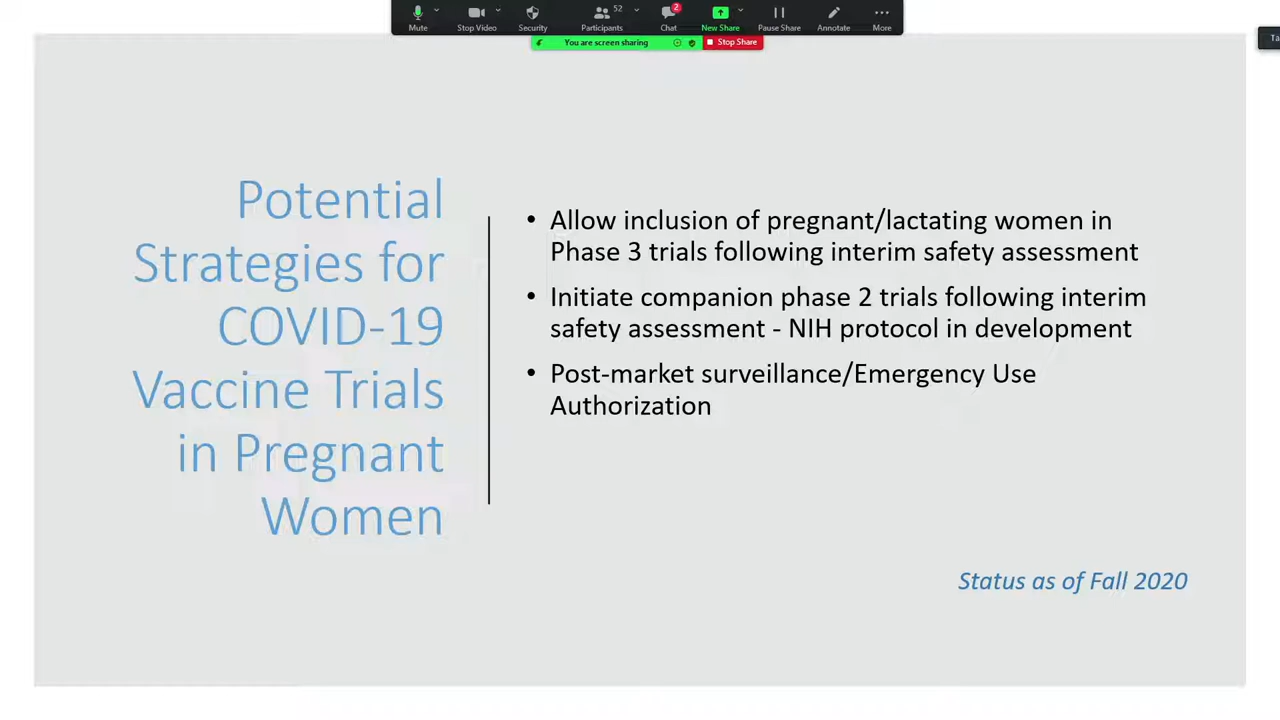 52
2
Mute
Stop Video
Security
Participants
Chat
New Share
Pause Share
Annotate
More
You are screen sharing
Stop Share
Potential
Strategies for
COVID-19
Vaccine Trials
in Pregnant
Women
• Allow inclusion of pregnant/lactating women in
Phase 3 trials following interim safety assessment
• Initiate companion phase 2 trials following interim
safety assessment - NIH protocol in development
• Post-market surveillance/Emergency Use
Authorization
Status as of Fall 2020